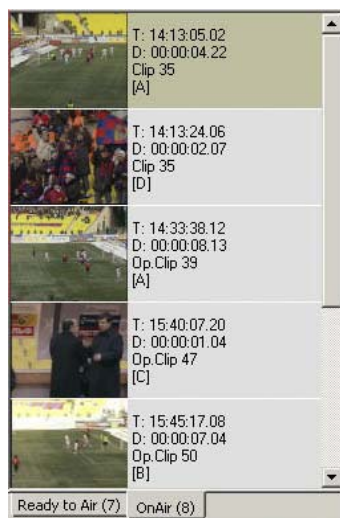 T: 14:13:05.02
D: 00:00:04.22
Clip 35
[A]
T: 14:13:24.06
D: 00:00:02.07
Clip 35
[D]
T: 14:33:38.12
D: 00:00:08.13
Op.Clip 39
[A]
T: 15:40:07.20
D: 00:00:01.04
Op.Clip 47
[C]
T: 15:45:17.08
D: 00:00:07.04
Op.Clip 50
[B]
Ready to Air (7) OnAir (8)